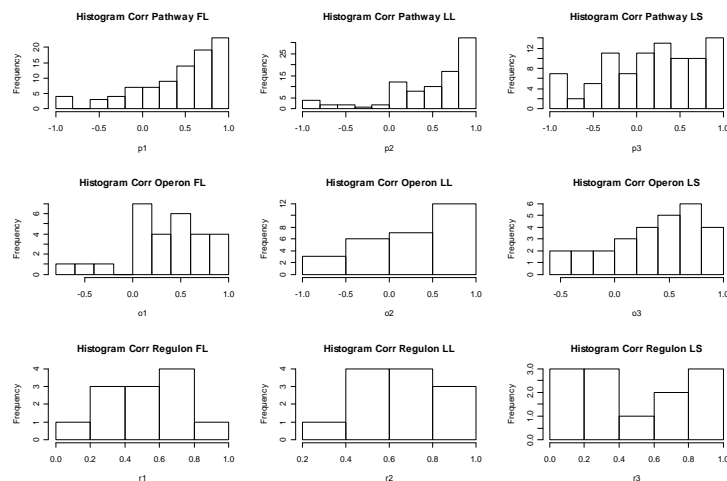 Histogram Corr Pathway FL
Frequency
0 5 10 20
-1.0 -0.5 0.0 0.5 1.0
p1
Histogram Corr Pathway LL
Frequency
0 5 15 25
-1.0 -0.5 0.0 0.5 1.0
p2
Histogram Corr Pathway LS
Frequency
0 4 8 12
-1.0 -0.5 0.0 0.5 1.0
p3
Histogram Corr Operon FL
Frequency
0 2 4 6
-0.5 0.0 0.5 1.0
o1
Histogram Corr Operon LL
Frequency
0 2 4 6 8 12
-1.0 -0.5 0.0 0.5 1.0
o2
Histogram Corr Operon LS
Frequency
0 1 2 3 4 5 6
-0.5 0.0 0.5 1.0
o3
Histogram Corr Regulon FL
Frequency
0 1 2 3 4
0.0 0.2 0.4 0.6 0.8 1.0
r1
Histogram Corr Regulon LL
Frequency
0 1 2 3 4
0.2 0.4 0.6 0.8 1.0
r2
Histogram Corr Regulon LS
Frequency
0.0 1.0 2.0 3.0
0.0 0.2 0.4 0.6 0.8 1.0
r3